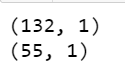 (132, 1)
(55, 1)